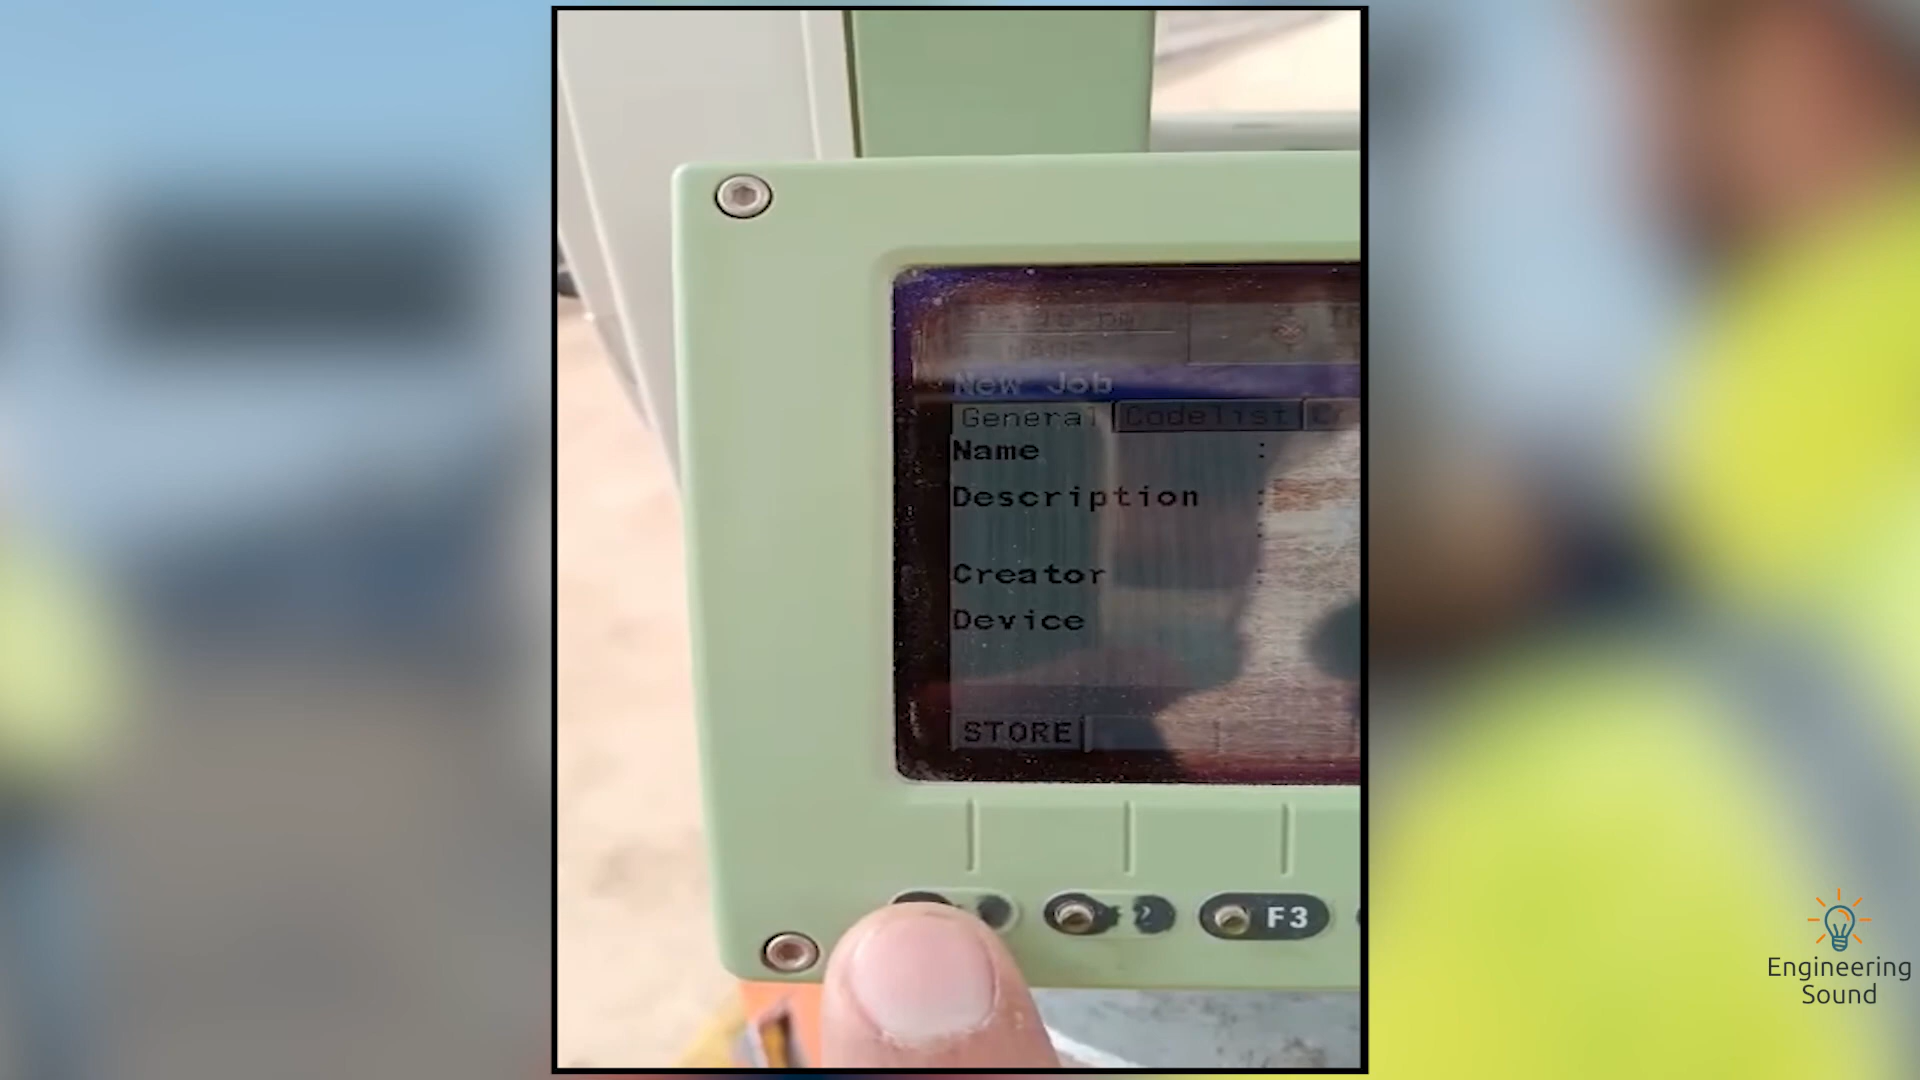 New Job
General Codelist
Name :
Description :
:
Creator :
Device
STORE
F3
Engineering
Sound